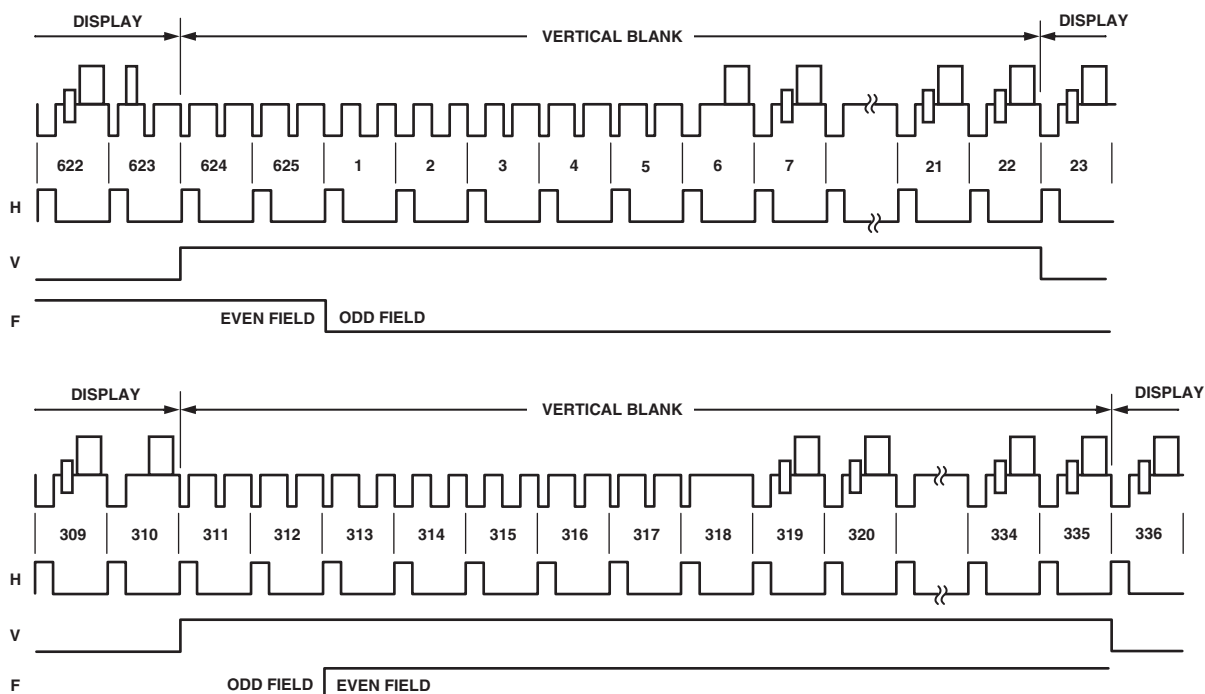 DISPLAY VERTICAL BLANK DISPLAY
622 623 624 625 1 2 3 4 5 6 7 21 22 23
H
V
F EVEN FIELD ODD FIELD
DISPLAY VERTICAL BLANK DISPLAY
309 310 311 312 313 314 315 316 317 318 319 320 334 335 336
H
V
F ODD FIELD EVEN FIELD